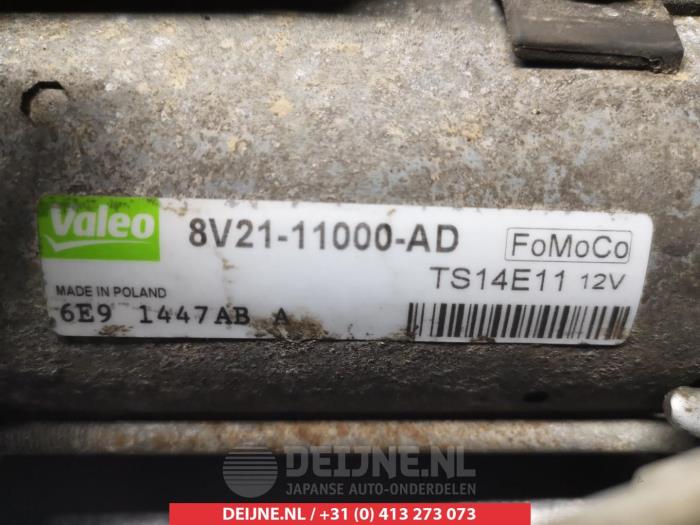 Valeo
8V21-11000-AD
FoMoCo
TS14E11 12V
MADE IN POLAND
6E9 1447AB A
DEIJNE.NL
JAPANSE AUTO-ONDERDELEN
DEIJNE.NL / +31 (0) 413 273 073